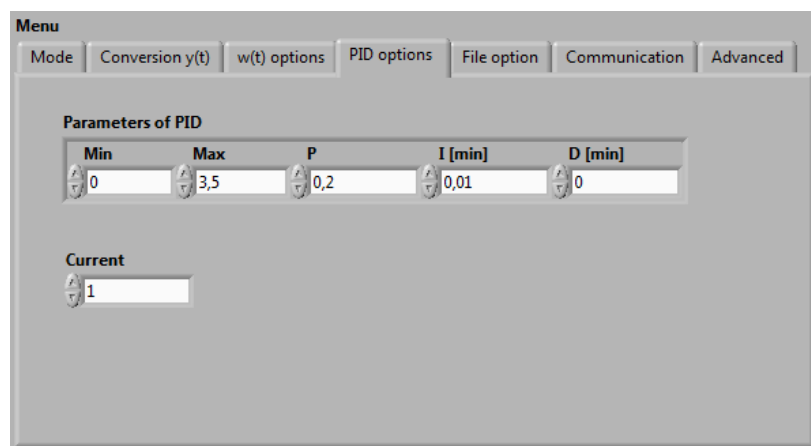 Menu
Mode Conversion y(t) w(t) options PID options File option Communication Advanced
Parameters of PID
Min Max P I [min] D [min]
0 3,5 0,2 0,01 0
Current
1